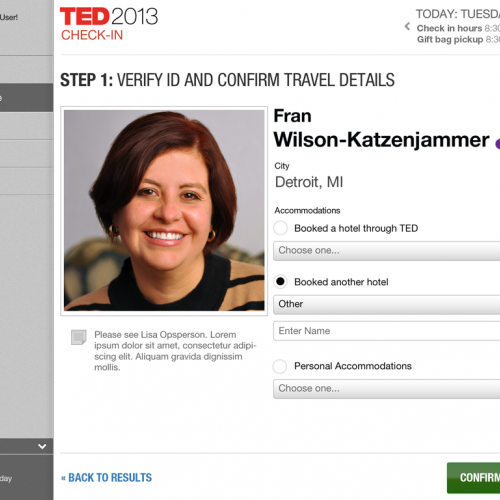 User!
TED2013
CHECK-IN
TODAY: TUESDA
Check in hours 8:30
Gift bag pickup 8:30
STEP 1: VERIFY ID AND CONFIRM TRAVEL DETAILS
Fran
Wilson-Katzenjammer
City
Detroit, MI
Accommodations
Booked a hotel through TED
Choose one...
Booked another hotel
Other
Enter Name
Personal Accommodations
Choose one...
Please see Lisa Opsperson. Lorem
ipsum dolor sit amet, consectetur adipi-
scing elit. Aliquam gravida dignissim
mollis.
day
« BACK TO RESULTS
CONFIRM